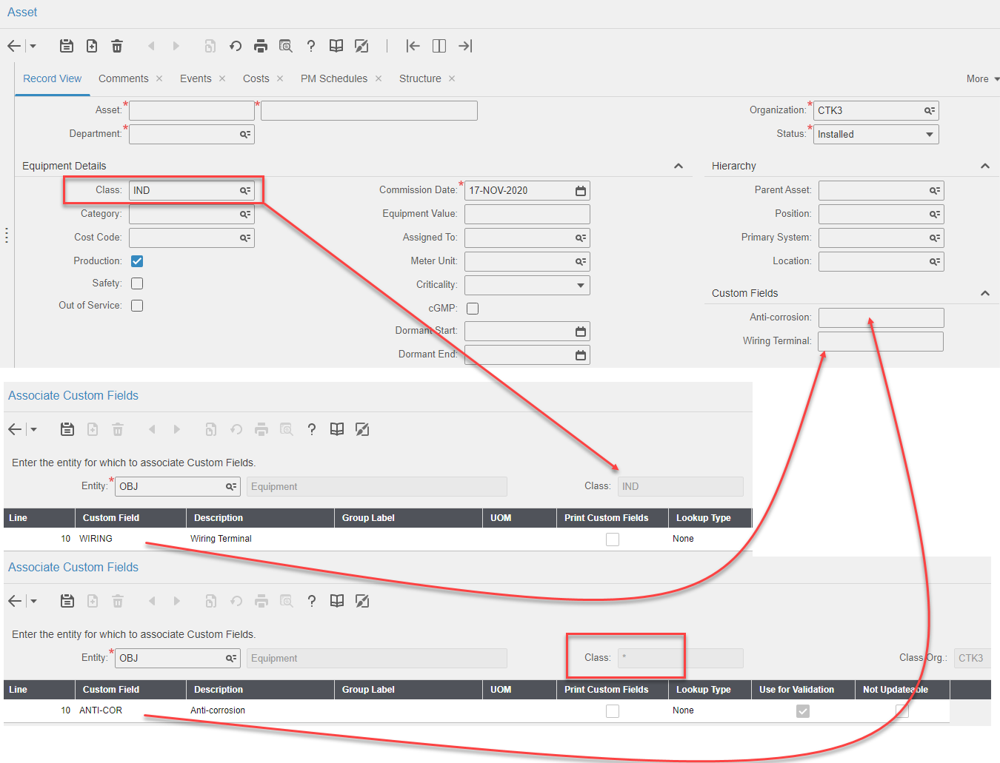 Asset
Record View Comments Events Costs PM Schedules Structure More
Asset:* * Organization:* CTK3
Department:* Status:* Installed
Equipment Details Hierarchy
Class: IND Commission Date:* 17-NOV-2020 Parent Asset:
Category: Equipment Value: Position:
Cost Code: Assigned To: Primary System:
Production: Meter Unit: Location:
Safety: Criticality: Custom Fields
Out of Service: cGMP: Anti-corrosion:
Dormant Start: Wiring Terminal:
Dormant End:
Associate Custom Fields
Enter the entity for which to associate Custom Fields.
Entity:* OBJ Equipment Class: IND
Line Custom Field Description Group Label UOM Print Custom Fields Lookup Type
10 WIRING Wiring Terminal None
Associate Custom Fields
Enter the entity for which to associate Custom Fields.
Entity:* OBJ Equipment Class: * Class Org.: CTK3
Line Custom Field Description Group Label UOM Print Custom Fields Lookup Type Use for Validation Not Updateable
10 ANTI-COR Anti-corrosion None